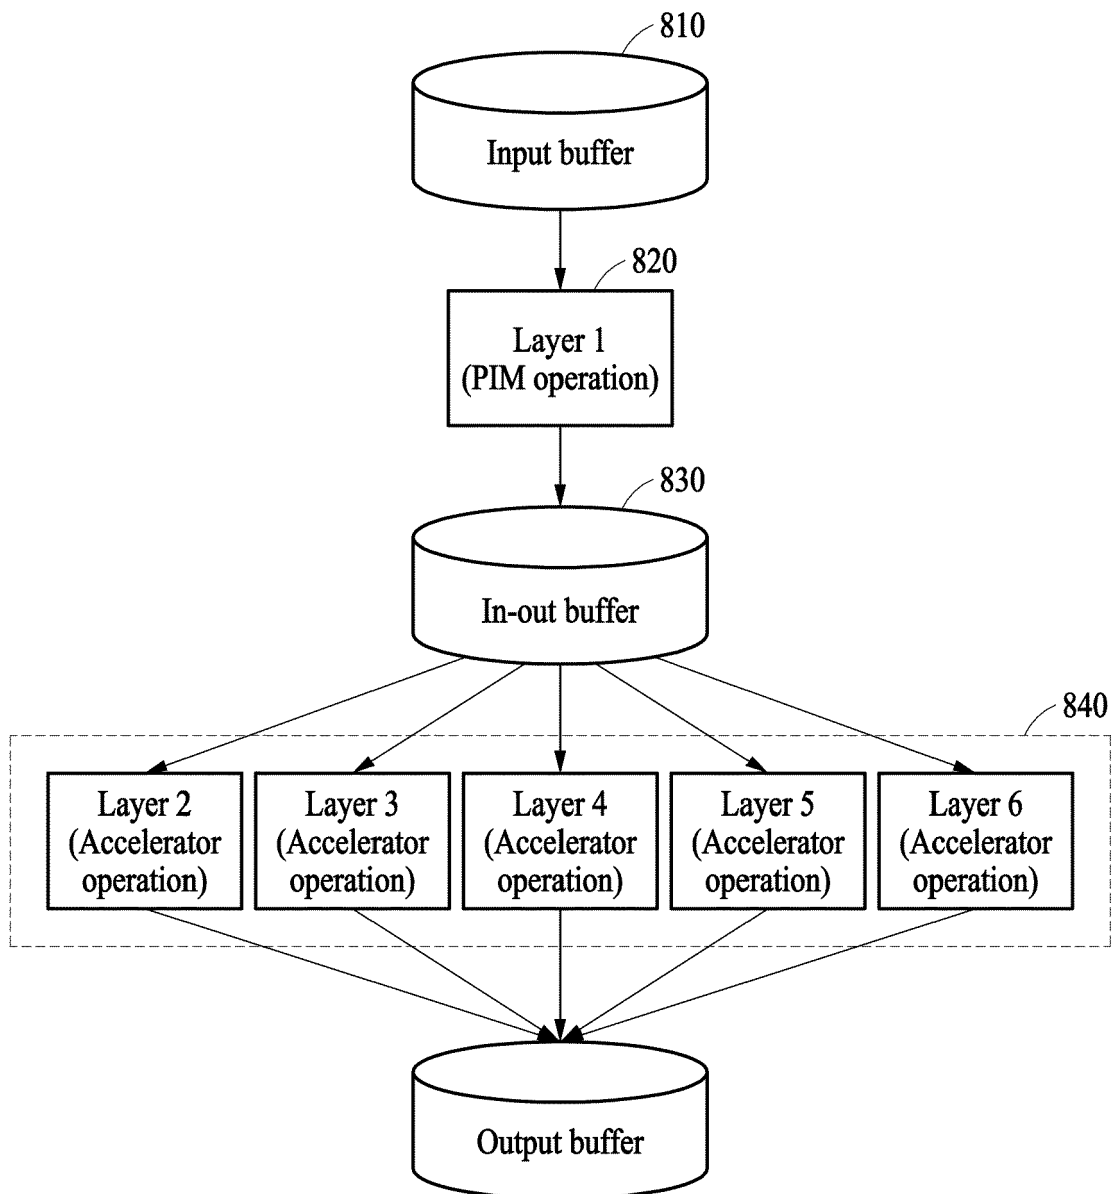 810
Input buffer
820
Layer 1
(PIM operation)
830
In-out buffer
840
Layer 2
(Accelerator
operation)
Layer 3
(Accelerator
operation)
Layer 4
(Accelerator
operation)
Layer 5
(Accelerator
operation)
Layer 6
(Accelerator
operation)
Output buffer